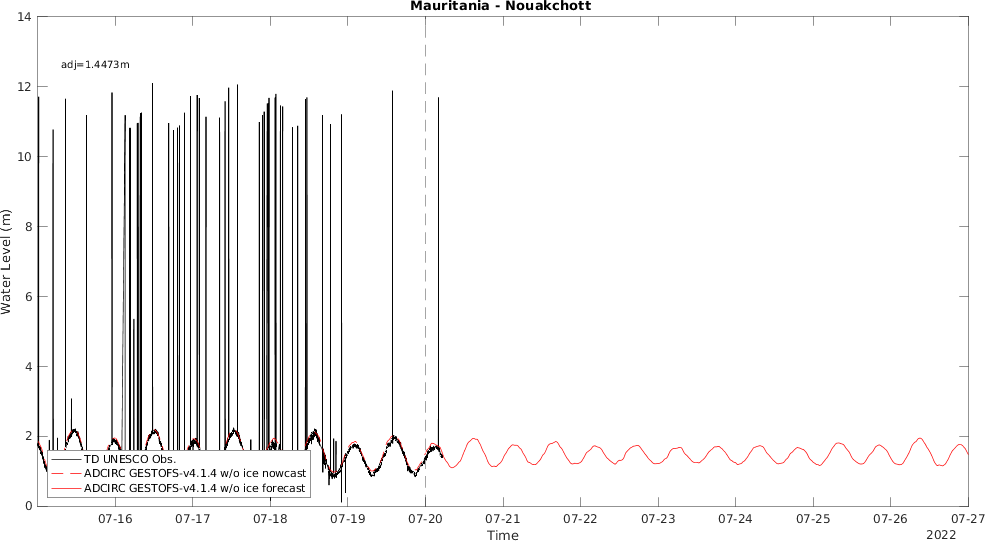 Mauritania - Nouakchott
14
12
10
8
6
4
2
0
Water Level (m)
adj=1.4473m
TD UNESCO Obs.
ADCIRC GESTOFS-v4.1.4 w/o ice nowcast
ADCIRC GESTOFS-v4.1.4 w/o ice forecast
07-16 07-17 07-18 07-19 07-20 07-21 07-22 07-23 07-24 07-25 07-26 07-27
Time
2022